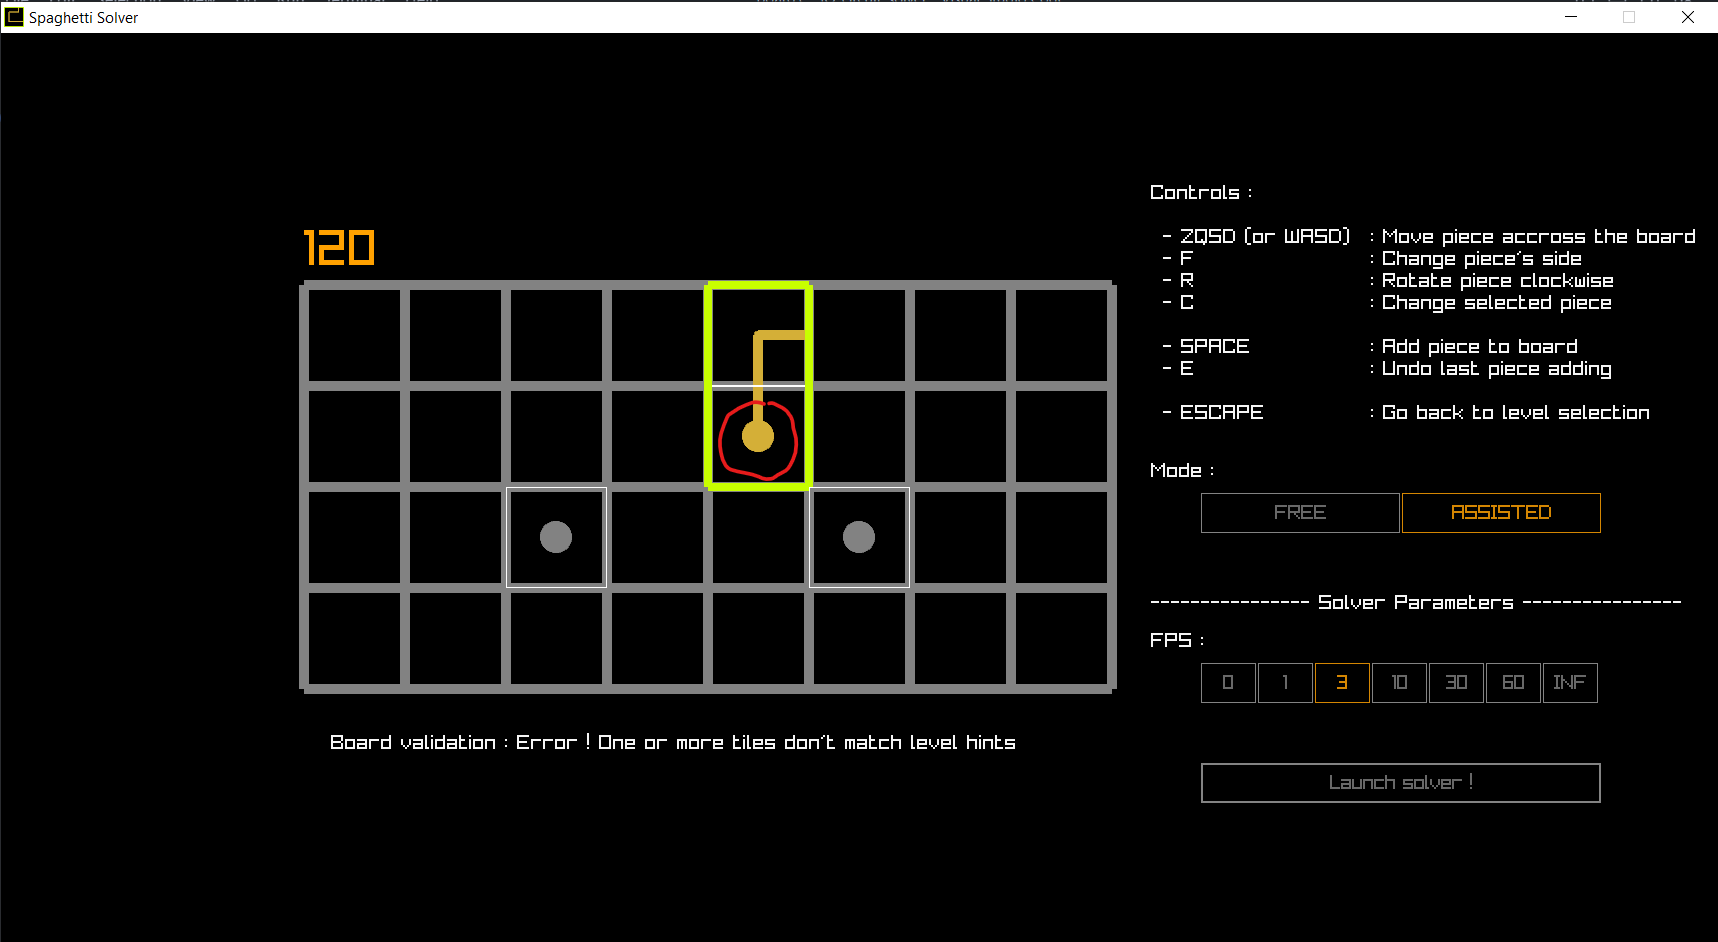 Spaghetti Solver
Controls :
- ZQSD (or WASD) : Move piece accross the board
- F : Change piece's side
- R : Rotate piece clockwise
- C : Change selected piece
- SPACE : Add piece to board
- E : Undo last piece adding
- ESCAPE : Go back to level selection
120
Mode :
FREE ASSISTED
---------------- Solver Parameters ----------------
FPS :
0 1 3 10 30 60 INF
Board validation : Error ! One or more tiles don't match level hints
Launch solver !